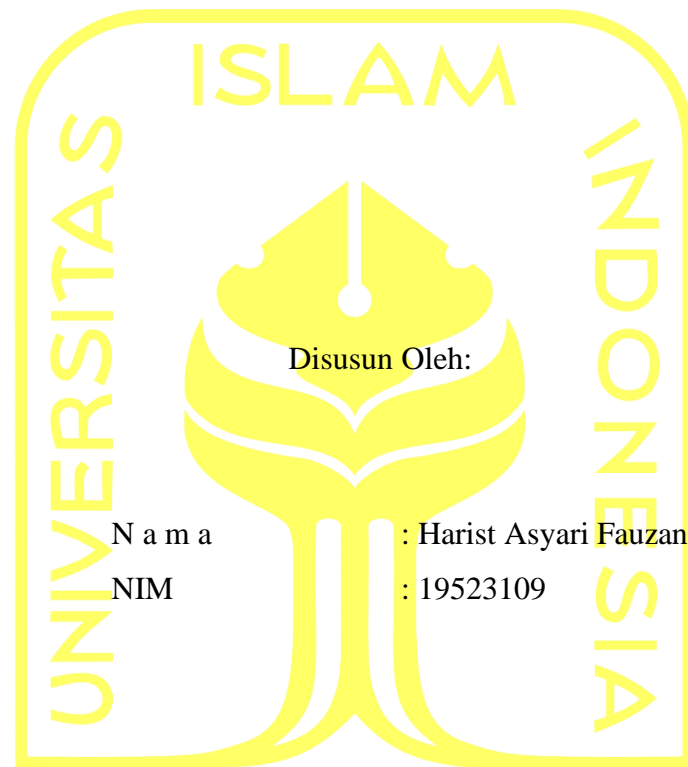 UNIVERSITAS
ISLAM
INDONESIA
Disusun Oleh:
N a m a : Harist Asyari Fauzan
NIM : 19523109